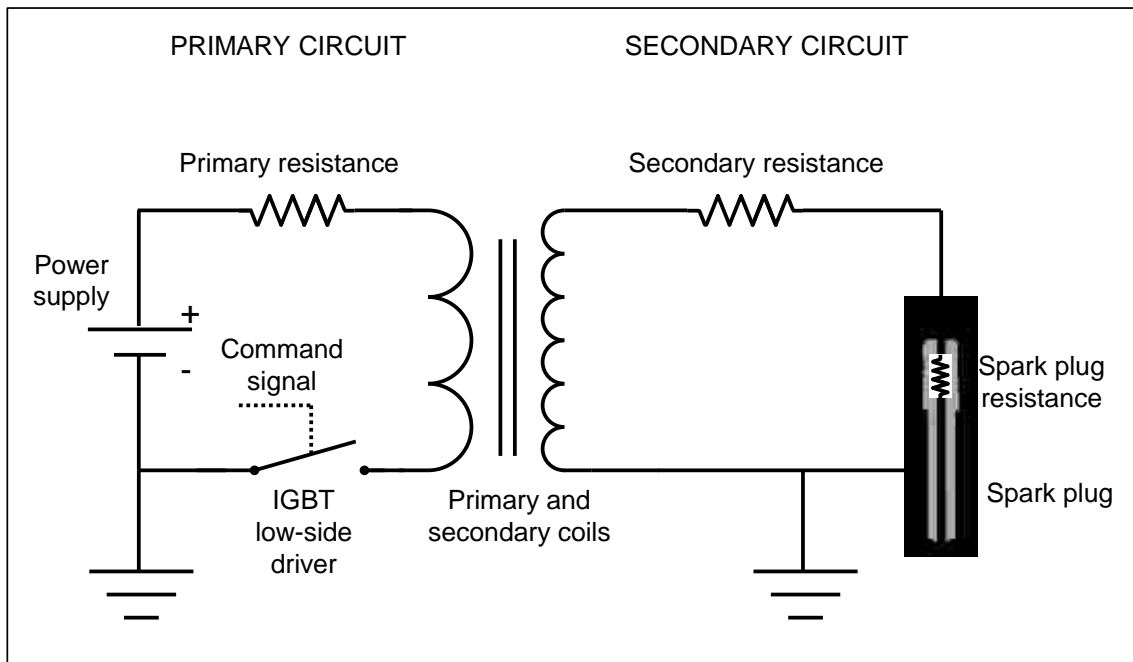 PRIMARY CIRCUIT
SECONDARY CIRCUIT
Primary resistance
Secondary resistance
Power
supply
+
-
Command
signal
IGBT
low-side
driver
Primary and
secondary coils
Spark plug
resistance
Spark plug